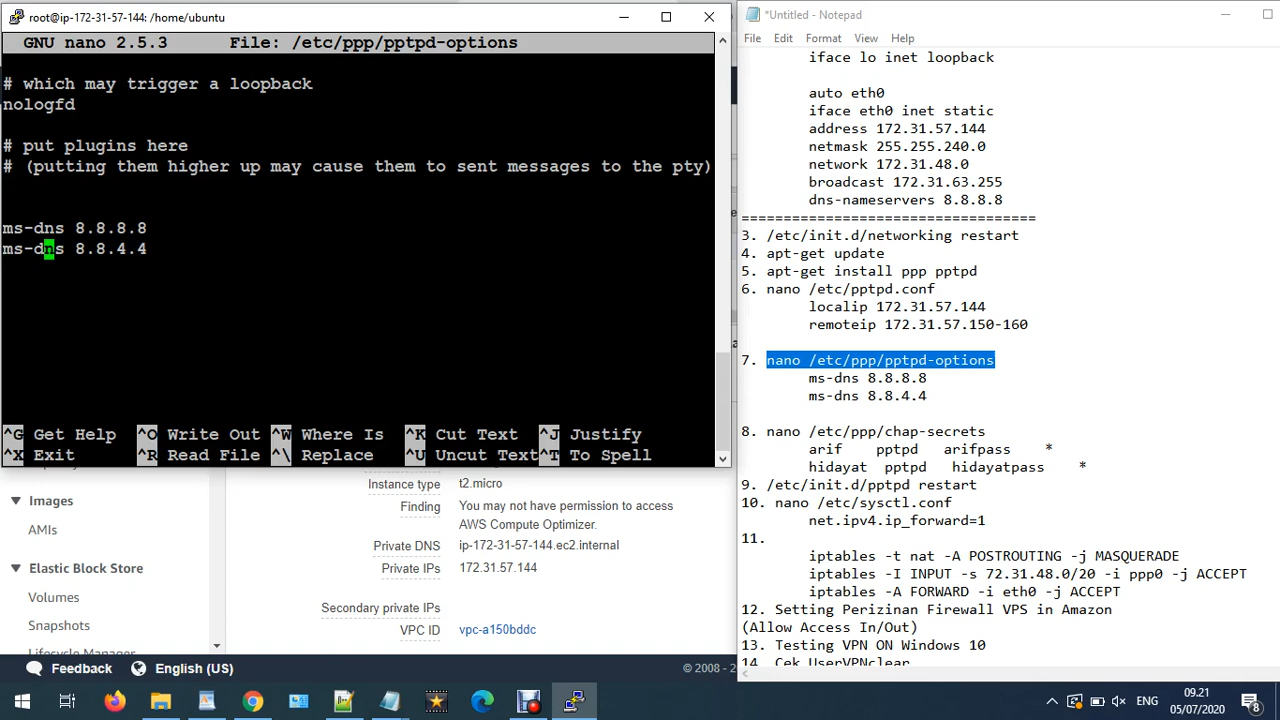 root@ip-172-31-57-144: /home/ubuntu
GNU nano 2.5.3 File: /etc/ppp/pptpd-options
# which may trigger a loopback
nologfd
# put plugins here
# (putting them higher up may cause them to sent messages to the pty)
ms-dns 8.8.8.8
ms-dns 8.8.4.4
^G Get Help ^O Write Out ^W Where Is ^K Cut Text ^J Justify
^X Exit ^R Read File ^\ Replace ^U Uncut Text ^T To Spell
Images
AMIs
Elastic Block Store
Volumes
Snapshots
Lifecycle Manager
Instance type t2.micro
Finding You may not have permission to access
AWS Compute Optimizer.
Private DNS ip-172-31-57-144.ec2.internal
Private IPs 172.31.57.144
Secondary private IPs
VPC ID vpc-a150bddc
Feedback English (US) © 2008 - 2
*Untitled - Notepad
File Edit Format View Help
iface lo inet loopback
auto eth0
iface eth0 inet static
address 172.31.57.144
netmask 255.255.240.0
network 172.31.48.0
broadcast 172.31.63.255
dns-nameservers 8.8.8.8
===================================
3. /etc/init.d/networking restart
4. apt-get update
5. apt-get install ppp pptpd
6. nano /etc/pptpd.conf
localip 172.31.57.144
remoteip 172.31.57.150-160
7. nano /etc/ppp/pptpd-options
ms-dns 8.8.8.8
ms-dns 8.8.4.4
8. nano /etc/ppp/chap-secrets
arif pptpd arifpass *
hidayat pptpd hidayatpass *
9. /etc/init.d/pptpd restart
10. nano /etc/sysctl.conf
net.ipv4.ip_forward=1
11.
iptables -t nat -A POSTROUTING -j MASQUERADE
iptables -I INPUT -s 72.31.48.0/20 -i ppp0 -j ACCEPT
iptables -A FORWARD -i eth0 -j ACCEPT
12. Setting Perizinan Firewall VPS in Amazon
(Allow Access In/Out)
13. Testing VPN ON Windows 10
14. Cek UserVPNclear
ENG
09.21
05/07/2020
8